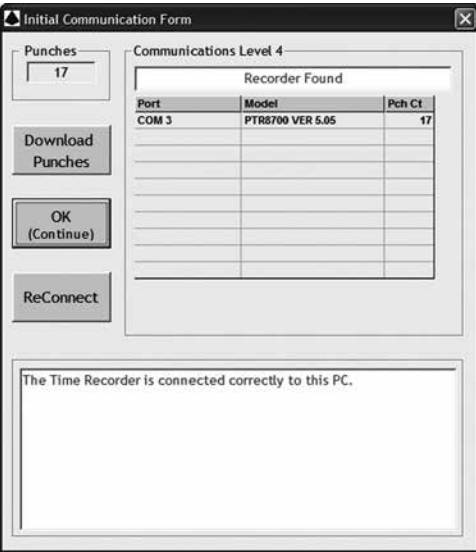 Initial Communication Form
Punches
17
Download
Punches
OK
(Continue)
ReConnect
Communications Level 4
Recorder Found
Port Model Pch Ct
COM 3 PTR8700 VER 5.05 17
The Time Recorder is connected correctly to this PC.